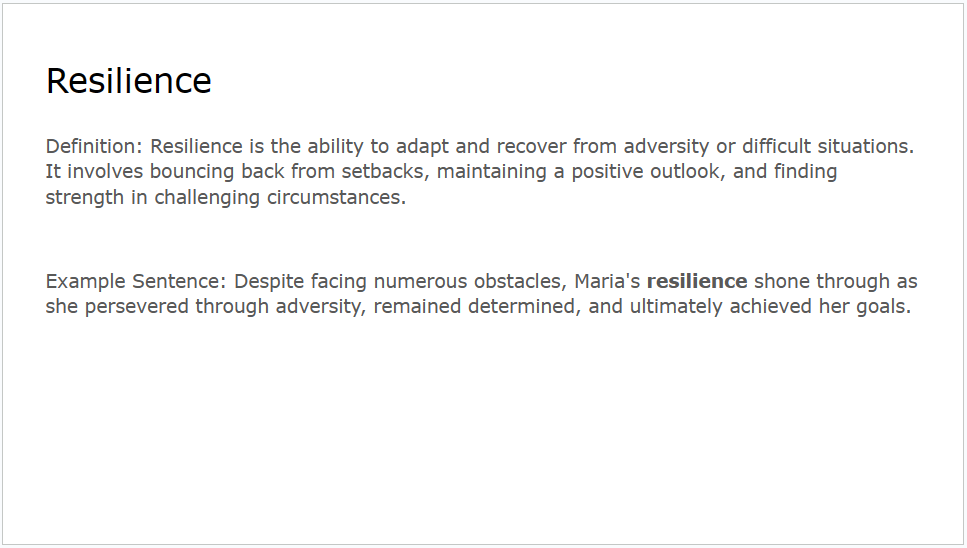 Resilience
Definition: Resilience is the ability to adapt and recover from adversity or difficult situations.
It involves bouncing back from setbacks, maintaining a positive outlook, and finding
strength in challenging circumstances.
Example Sentence: Despite facing numerous obstacles, Maria's resilience shone through as
she persevered through adversity, remained determined, and ultimately achieved her goals.